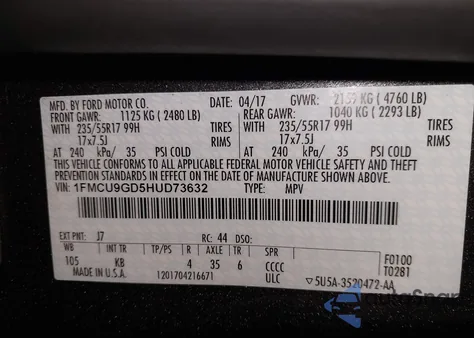 MFD. BY FORD MOTOR CO. 04/17 GVWR: 2159 KG ( 4760 LB)
FRONT GAWR: 1125 KG ( 2480 LB) REAR GAWR: 1040 KG ( 2293 LB)
WITH 235/55R17 99H TIRES WITH 235/55R17 99H TIRES
17x7.5J RIMS 17x7.5J RIMS
AT 240 kPa/ 35 PSI COLD AT 240 kPa/ 35 PSI COLD
THIS VEHICLE CONFORMS TO ALL APPLICABLE FEDERAL MOTOR VEHICLE SAFETY AND THEFT
PREVENTION STANDARDS IN EFFECT ON THE DATE OF MANUFACTURE SHOWN ABOVE.
VIN: 1FMCU9GD5HUD73632 TYPE: MPV
EXT PNT: J7 RC: 44 DSO:
WB INT TR TP/PS R AXLE TR SPR F0100
105 KB 4 35 6 CCCC T0281
MADE IN U.S.A. 1201704216671 ULC 5U5A-3520472-AA